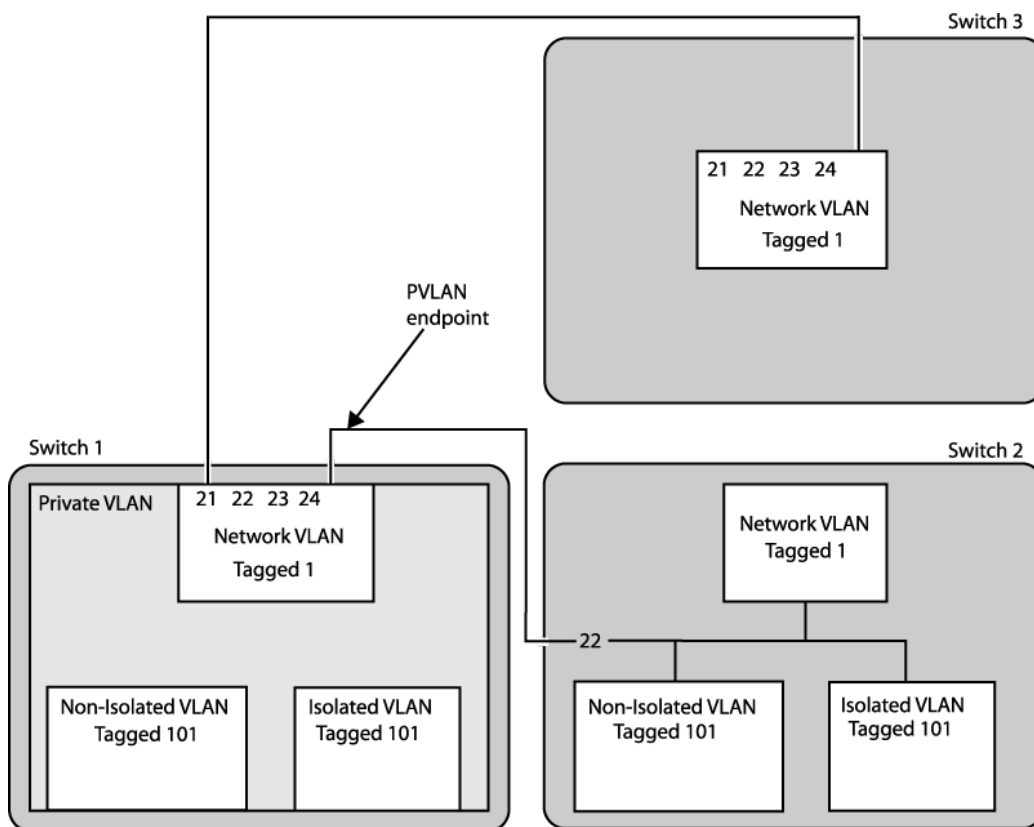 Switch 3
21 22 23 24
Network VLAN
Tagged 1
PVLAN
endpoint
Switch 1
Private VLAN
21 22 23 24
Network VLAN
Tagged 1
Non-Isolated VLAN
Tagged 101
Isolated VLAN
Tagged 101
Switch 2
Network VLAN
Tagged 1
22
Non-Isolated VLAN
Tagged 101
Isolated VLAN
Tagged 101